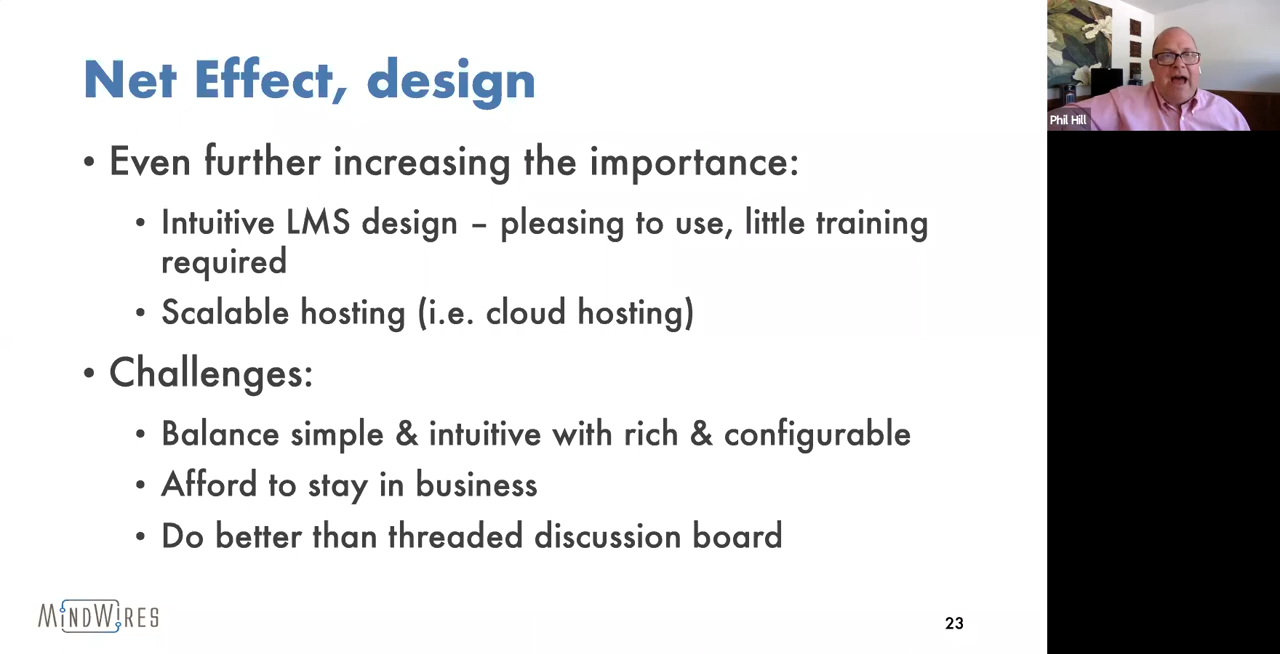 Net Effect, design
• Even further increasing the importance:
• Intuitive LMS design – pleasing to use, little training
required
• Scalable hosting (i.e. cloud hosting)
• Challenges:
• Balance simple & intuitive with rich & configurable
• Afford to stay in business
• Do better than threaded discussion board
MINDWIRES
23
Phil Hill